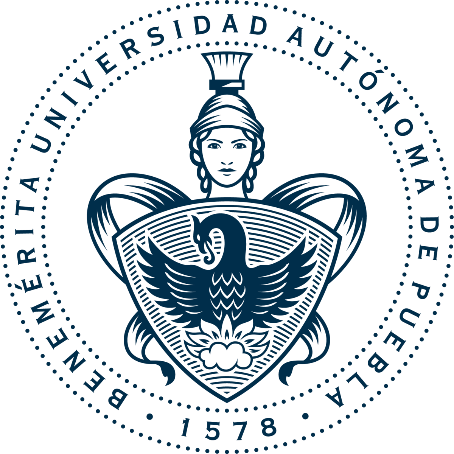 BENEMÉRITA UNIVERSIDAD AUTÓNOMA DE PUEBLA
• 1578 •